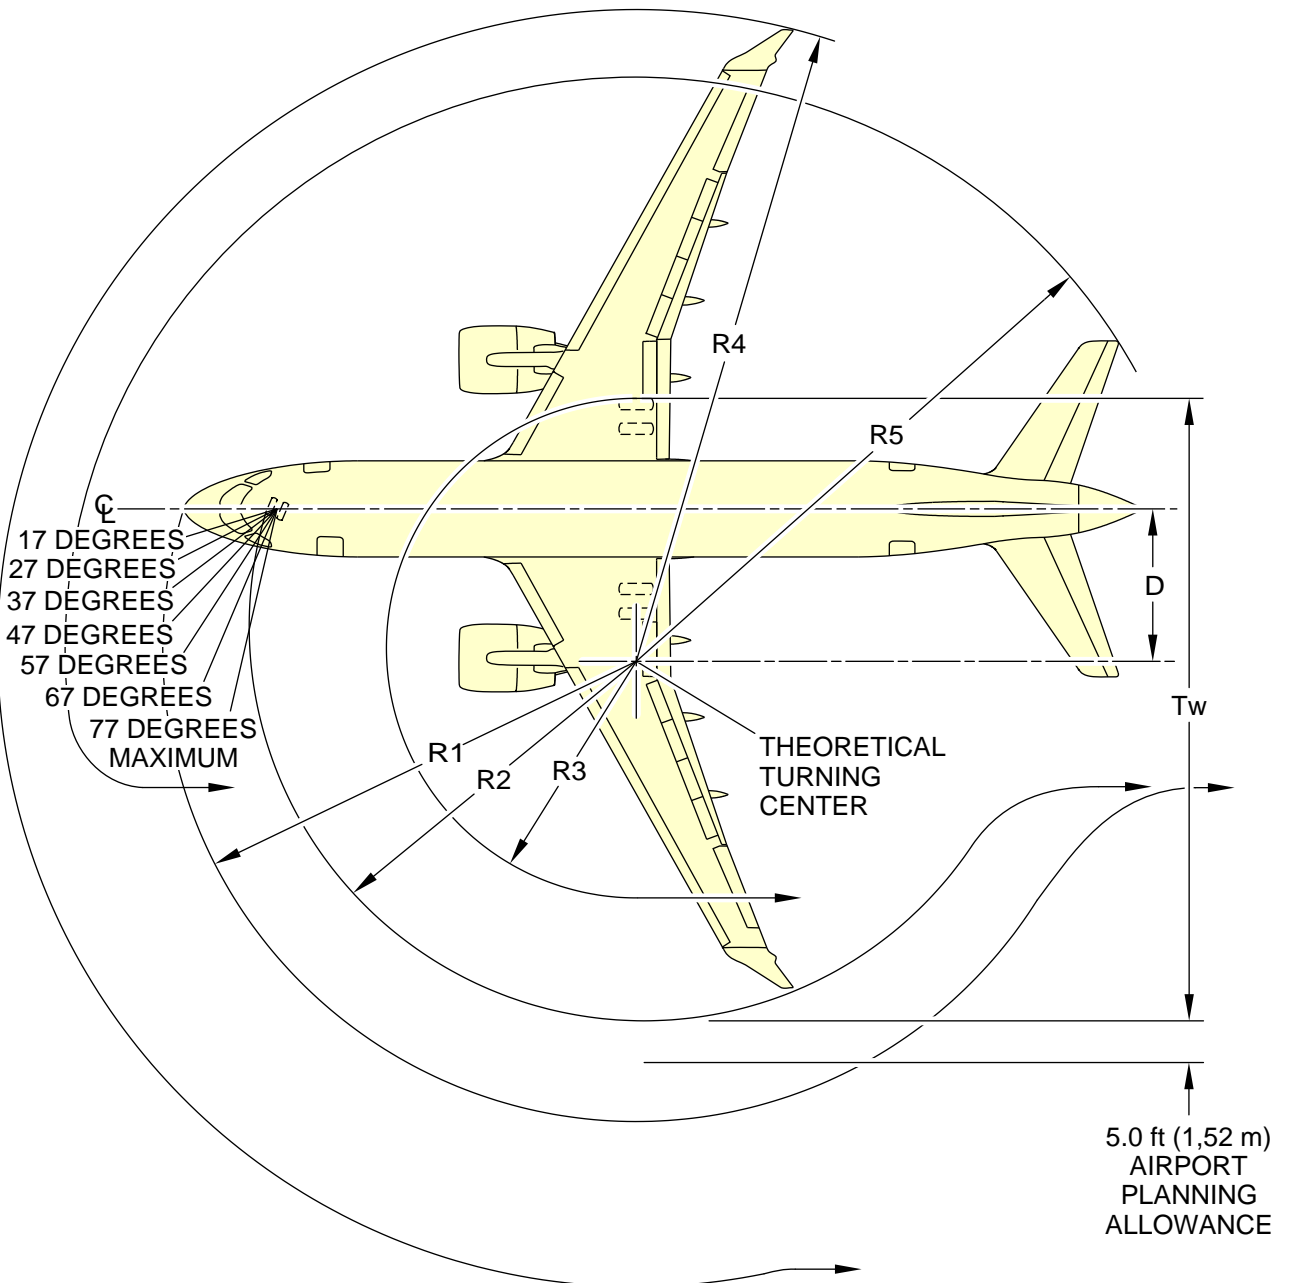 R4
R5
℄
17 DEGREES
27 DEGREES
37 DEGREES
47 DEGREES
57 DEGREES
67 DEGREES
77 DEGREES
MAXIMUM
D
Tw
R1
R2
R3
THEORETICAL
TURNING
CENTER
5.0 ft (1,52 m)
AIRPORT
PLANNING
ALLOWANCE